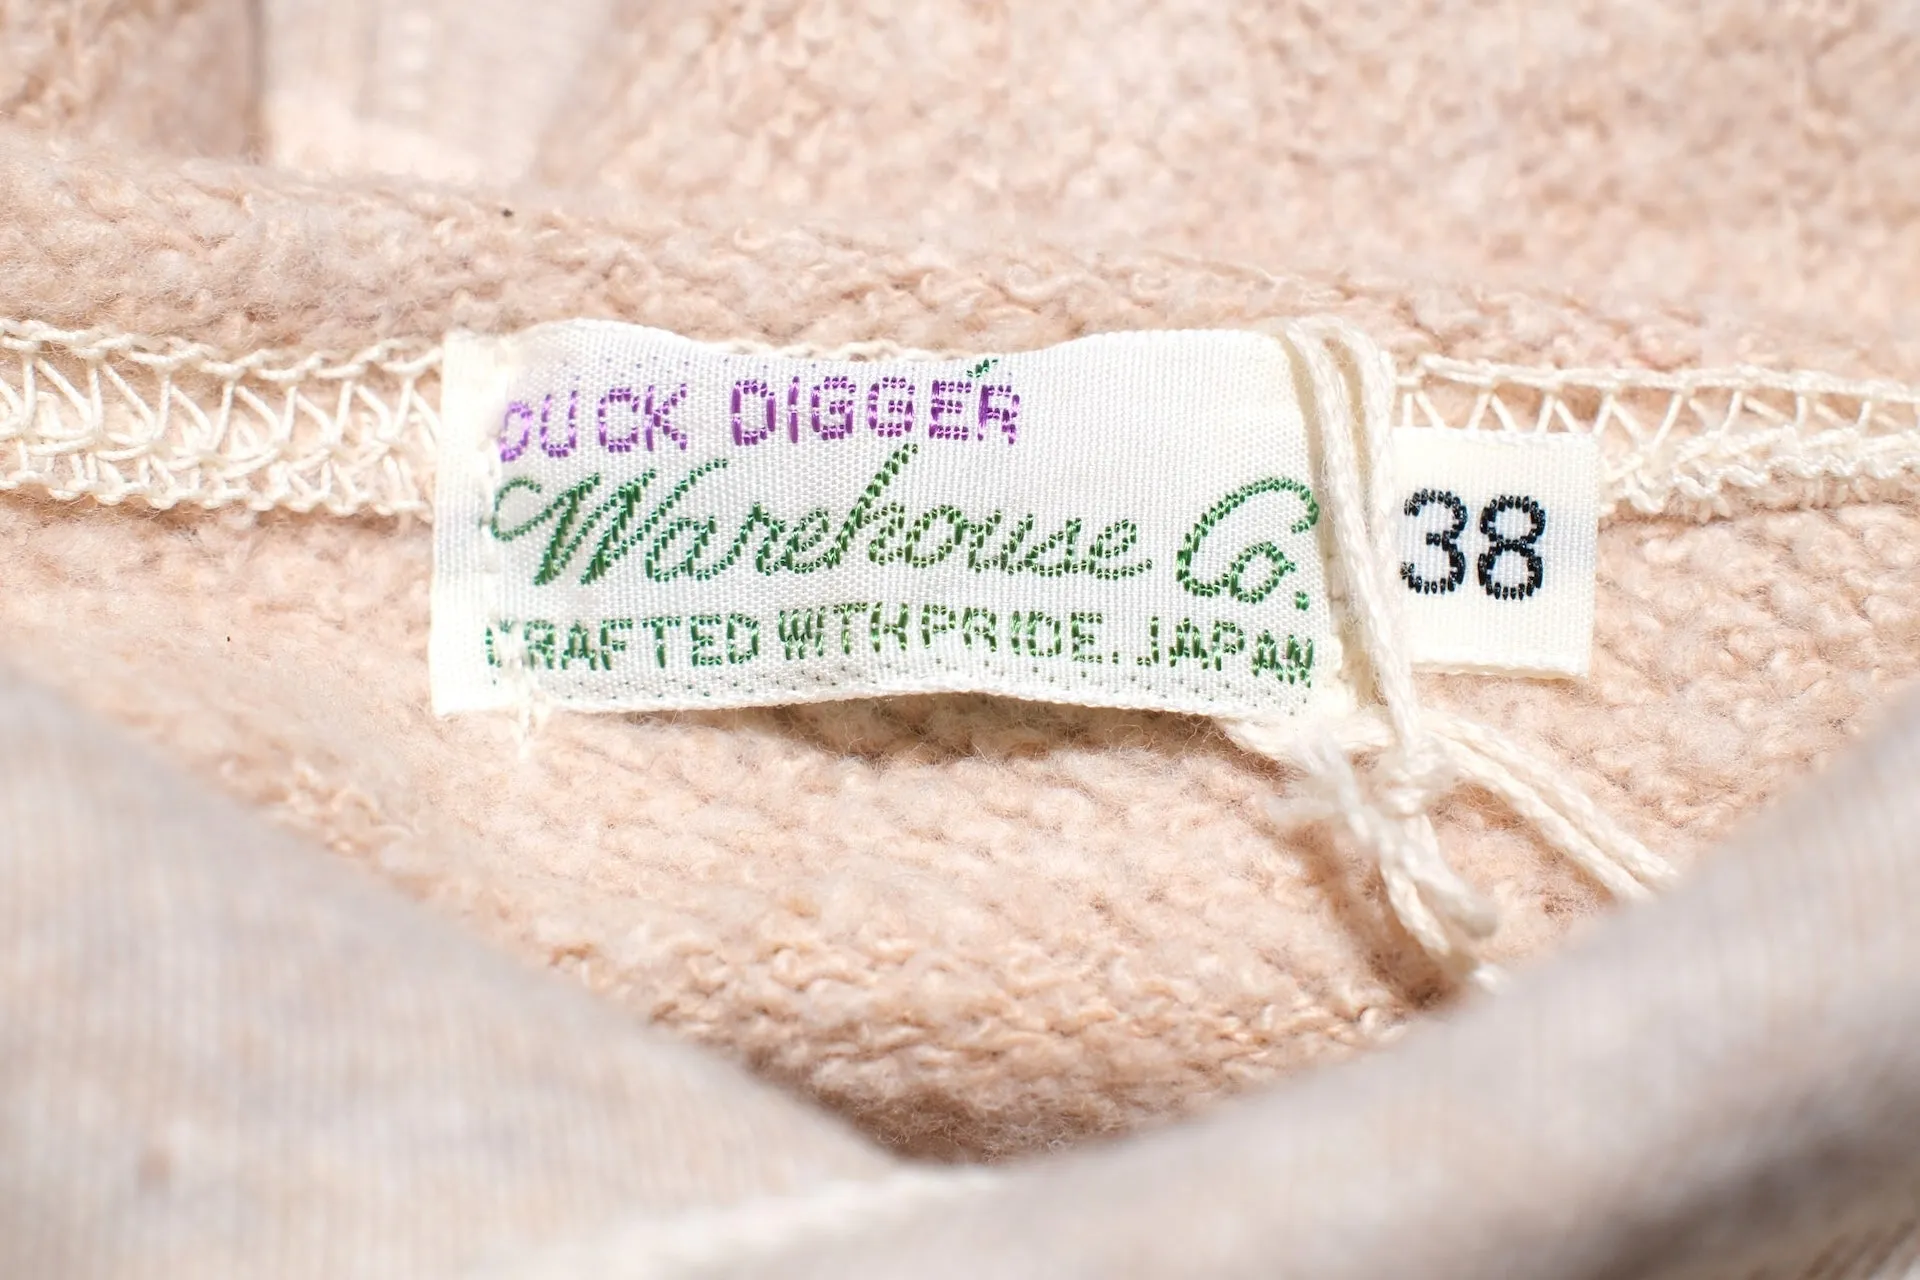 DUCK DIGGER
Warehouse Co.
CRAFTED WITH PRIDE. JAPAN
38